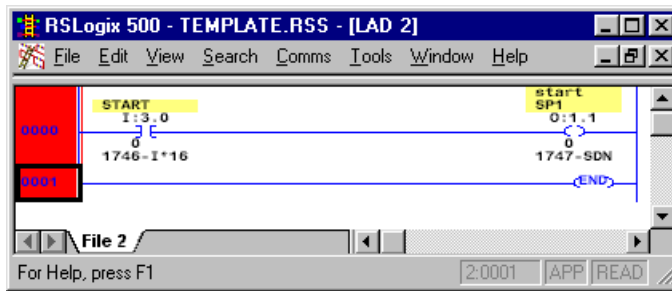 RSLogix 500 - TEMPLATE.RSS - [LAD 2]
File Edit View Search Comms Tools Window Help
START
I:3.0
0
1746-I*16
start
SP1
O:1.1
0
1747-SDN
0000
0001
END
File 2
For Help, press F1
2:0001
APP
READ